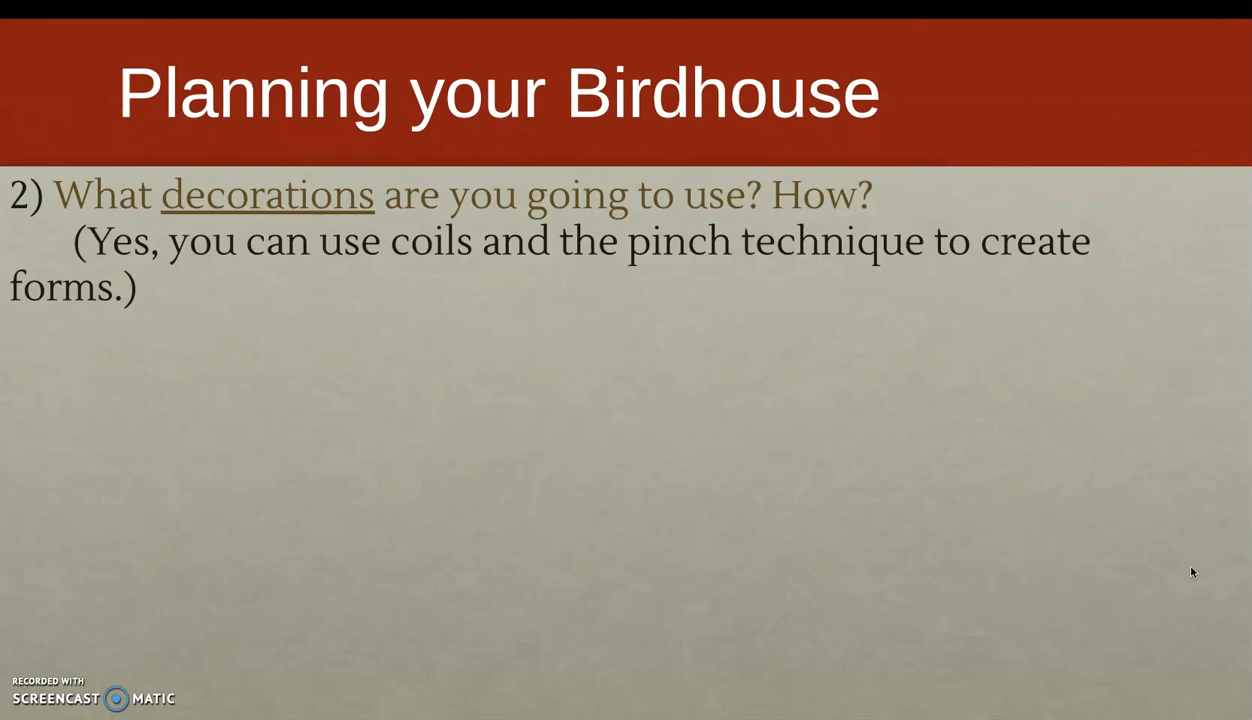 Planning your Birdhouse
2) What decorations are you going to use? How?
(Yes, you can use coils and the pinch technique to create
forms.)
RECORDED WITH
SCREENCAST MATIC